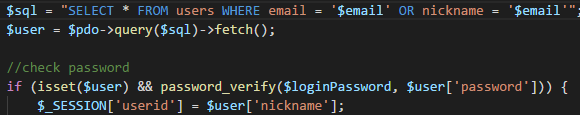 $sql = "SELECT * FROM users WHERE email = '$email' OR nickname = '$email'";
$user = $pdo->query($sql)->fetch();
//check password
if (isset($user) && password_verify($loginPassword, $user['password'])) {
$_SESSION['userid'] = $user['nickname'];